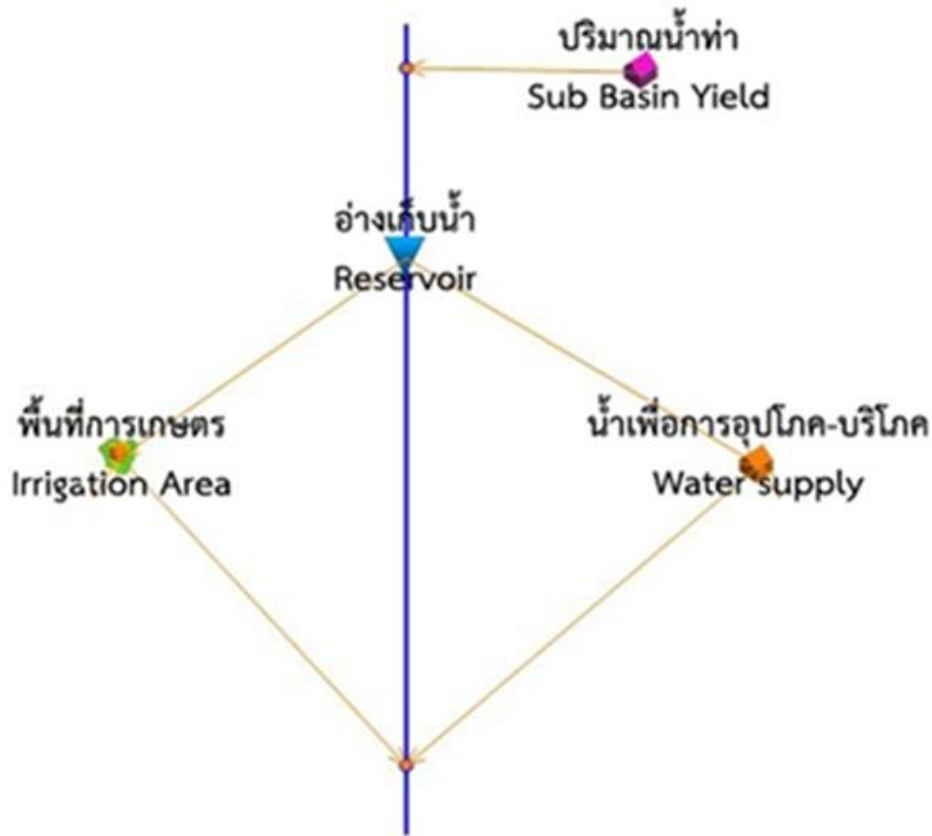 ปริมาณน้ำท่า
Sub Basin Yield
อ่างเก็บน้ำ
Reservoir
พื้นที่การเกษตร
Irrigation Area
น้ำเพื่อการอุปโภค-บริโภค
Water supply